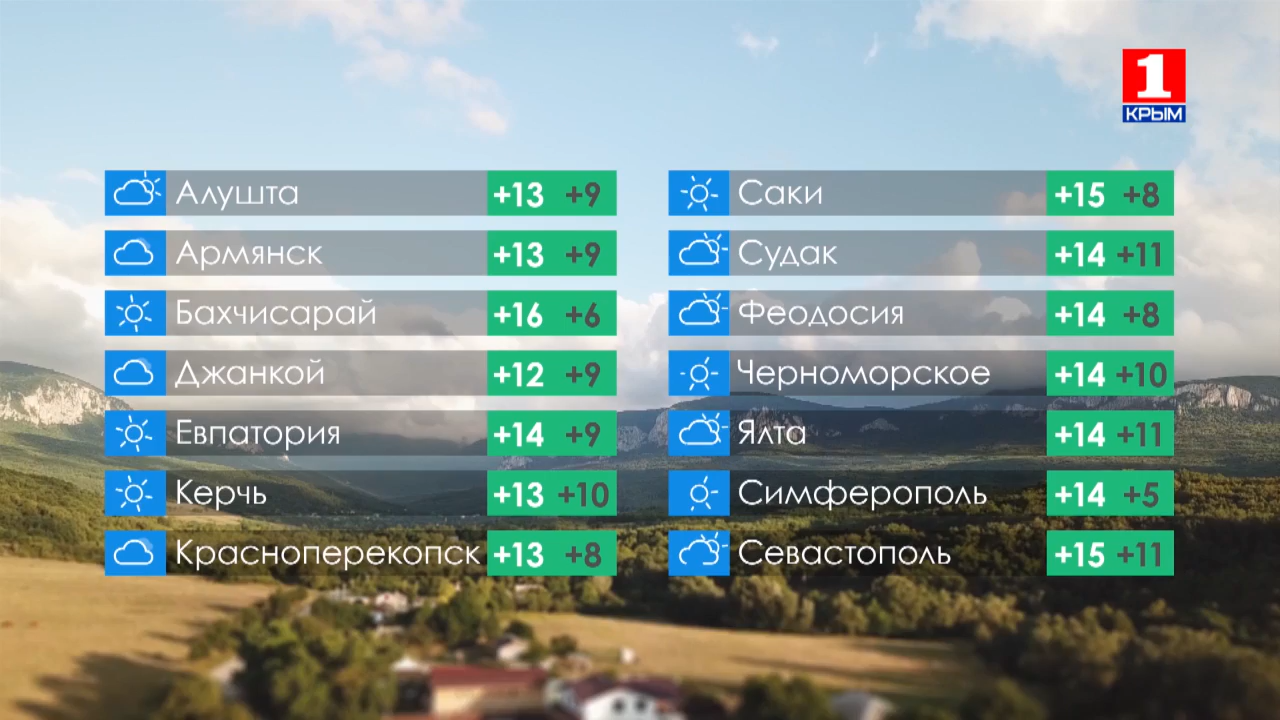 1
КРЫМ
Алушта +13 +9
Армянск +13 +9
Бахчисарай +16 +6
Джанкой +12 +9
Евпатория +14 +9
Керчь +13 +10
Красноперекопск +13 +8
Саки +15 +8
Судак +14 +11
Феодосия +14 +8
Черноморское +14 +10
Ялта +14 +11
Симферополь +14 +5
Севастополь +15 +11